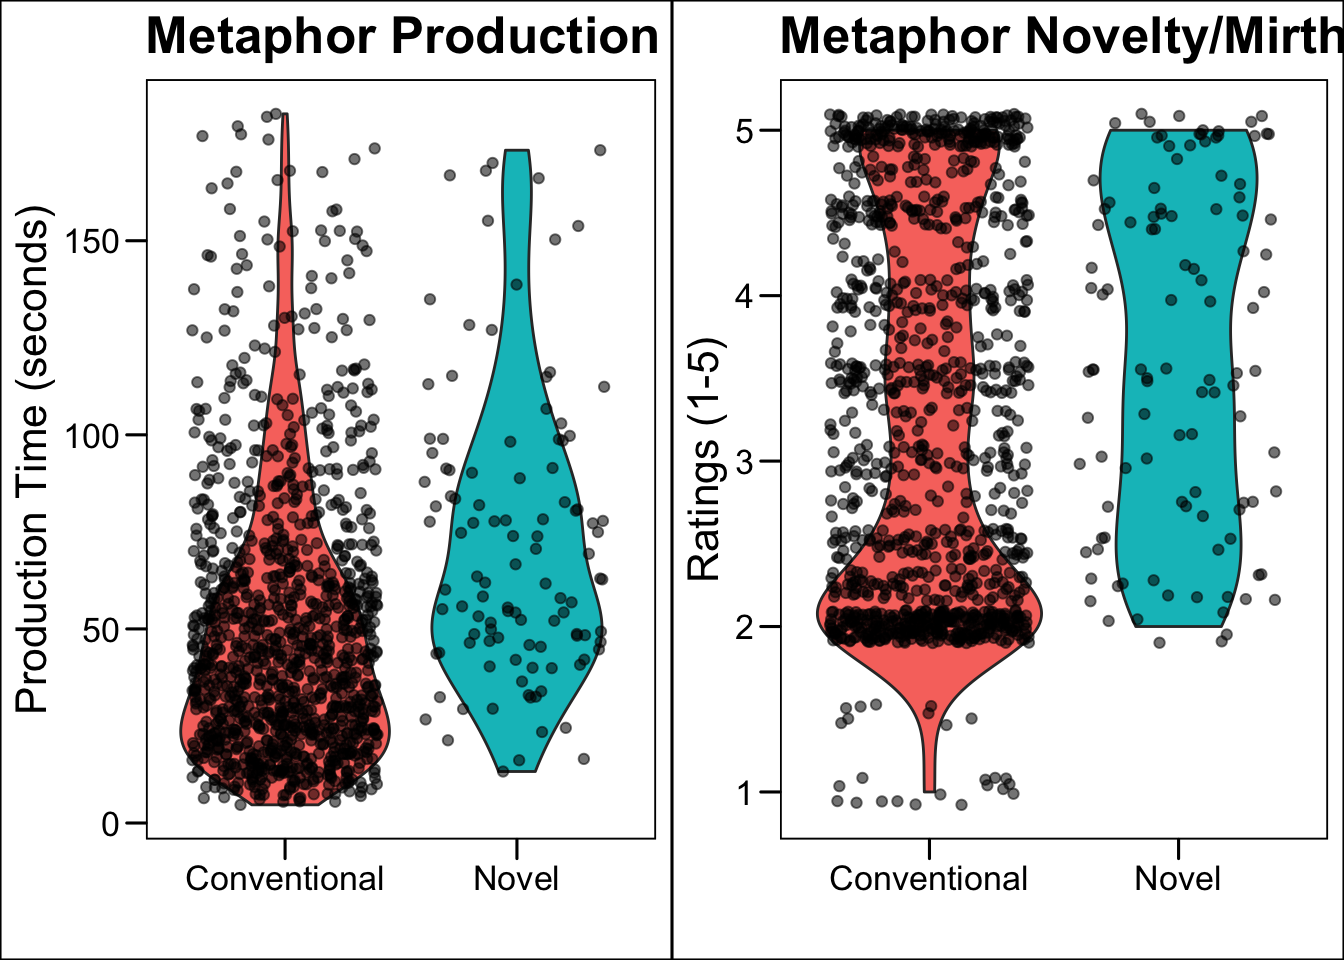 Metaphor Production
Production Time (seconds)
150
100
50
0
Conventional
Novel
Metaphor Novelty/Mirth
Ratings (1-5)
5
4
3
2
1
Conventional
Novel